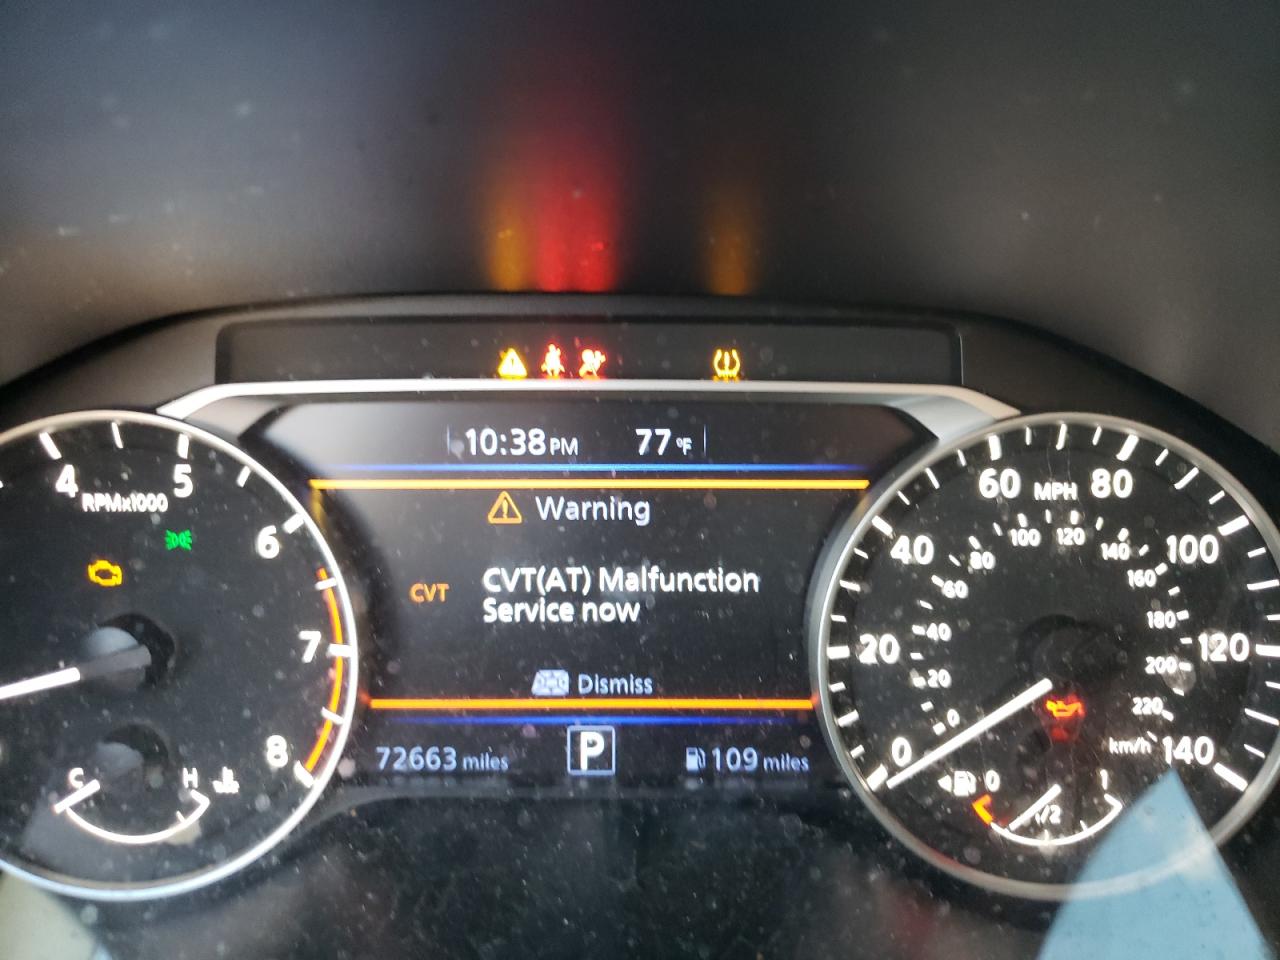 10:38 PM 77 °F
Warning
CVT CVT(AT) Malfunction
Service now
Dismiss
72663 miles P 109 miles
4 5 6 7 8
RPMx1000
C H
0 20 40 60 80 100 120 140
MPH
0 20 40 60 80 100 120 140 160 180 200 220
km/h
0 1/2 1